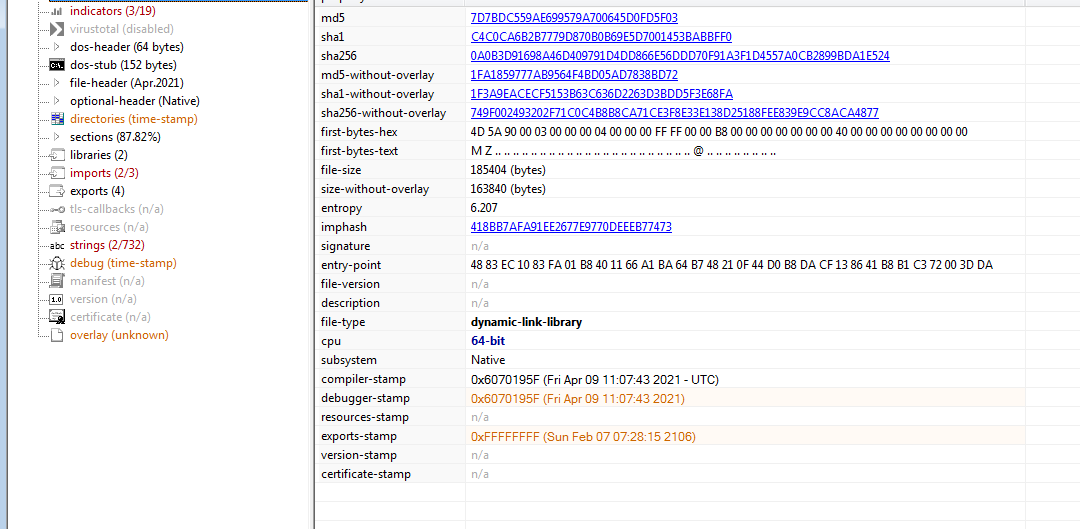 indicators (3/19)
virustotal (disabled)
dos-header (64 bytes)
dos-stub (152 bytes)
file-header (Apr.2021)
optional-header (Native)
directories (time-stamp)
sections (87.82%)
libraries (2)
imports (2/3)
exports (4)
tls-callbacks (n/a)
resources (n/a)
abc strings (2/732)
debug (time-stamp)
manifest (n/a)
1.0 version (n/a)
certificate (n/a)
overlay (unknown)
md5 7D7BDC559AE699579A700645D0FD5F03
sha1 C4C0CA6B2B7779D870B0B69E5D7001453BABBFF0
sha256 0A0B3D91698A46D409791D4DD866E56DDD70F91A3F1D4557A0CB2899BDA1E524
md5-without-overlay 1FA1859777AB9564F4BD05AD7838BD72
sha1-without-overlay 1F3A9EACECF5153B63C636D2263D3BDD5F3E68FA
sha256-without-overlay 749F002493202F71C0C4B8B8CA71CE3F8E33E138D25188FEE839E9CC8ACA4877
first-bytes-hex 4D 5A 90 00 03 00 00 00 04 00 00 00 FF FF 00 00 B8 00 00 00 00 00 00 00 40 00 00 00 00 00 00 00
first-bytes-text M Z .. .. .. .. .. .. .. .. .. .. .. .. .. .. .. .. .. .. .. .. .. .. @ .. .. .. .. .. .. ..
file-size 185404 (bytes)
size-without-overlay 163840 (bytes)
entropy 6.207
imphash 418BB7AFA91EE2677E9770DEEEB77473
signature n/a
entry-point 48 83 EC 10 83 FA 01 B8 40 11 66 A1 BA 64 B7 48 21 0F 44 D0 B8 DA CF 13 86 41 B8 B1 C3 72 00 3D DA
file-version n/a
description n/a
file-type dynamic-link-library
cpu 64-bit
subsystem Native
compiler-stamp 0x6070195F (Fri Apr 09 11:07:43 2021 - UTC)
debugger-stamp 0x6070195F (Fri Apr 09 11:07:43 2021)
resources-stamp n/a
exports-stamp 0xFFFFFFFF (Sun Feb 07 07:28:15 2106)
version-stamp n/a
certificate-stamp n/a